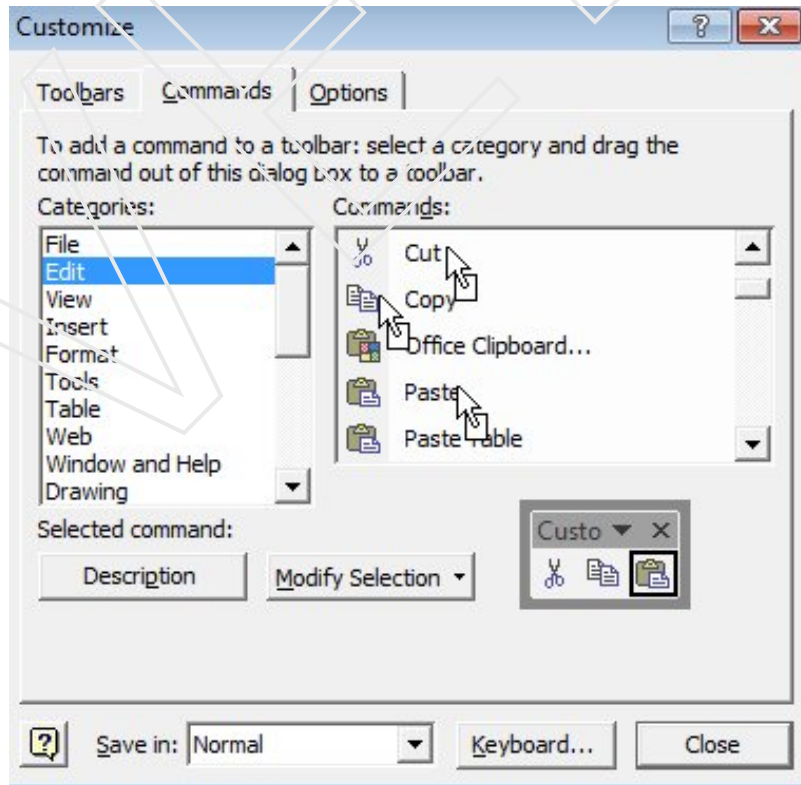 Customize
Toolbars Commands Options
To add a command to a toolbar: select a category and drag the
command out of this dialog box to a toolbar.
Categories:
File
Edit
View
Insert
Format
Tools
Table
Web
Window and Help
Drawing
Commands:
Cut
Copy
Office Clipboard...
Paste
Paste Table
Selected command:
Description Modify Selection
Custo
Save in: Normal Keyboard... Close